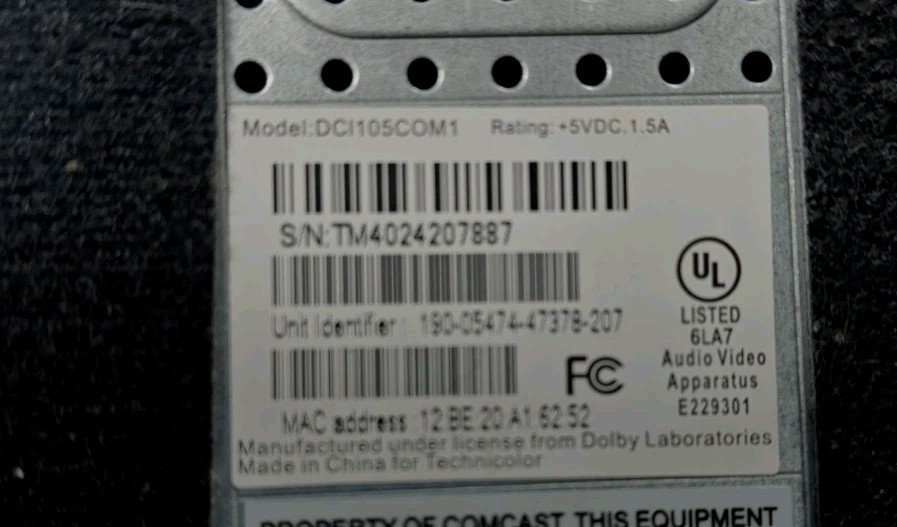 Model:DCI105COM1 Rating: +5VDC.1.5A
S/N:TM4024207887
Unit Identifier : 190-05474-47378-207
MAC address :12:BE:20:A1:62:52
UL
LISTED
6LA7
Audio Video
Apparatus
E229301
FC
Manufactured under license from Dolby Laboratories
Made in China for Technicolor
PROPERTY OF COMCAST. THIS EQUIPMENT